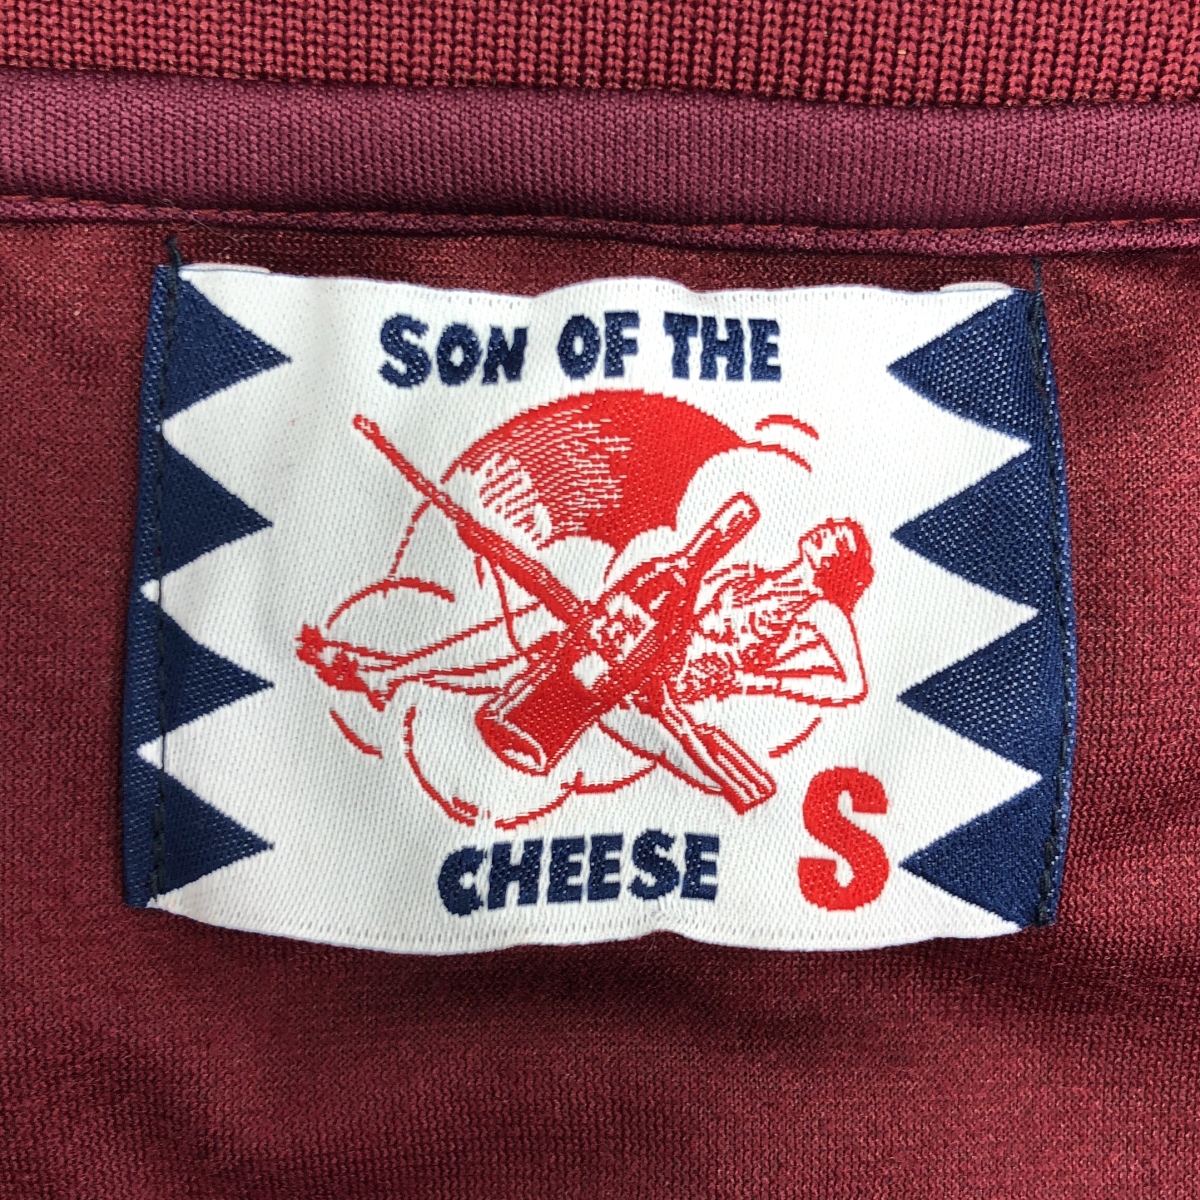 SON OF THE
CHEESE
S